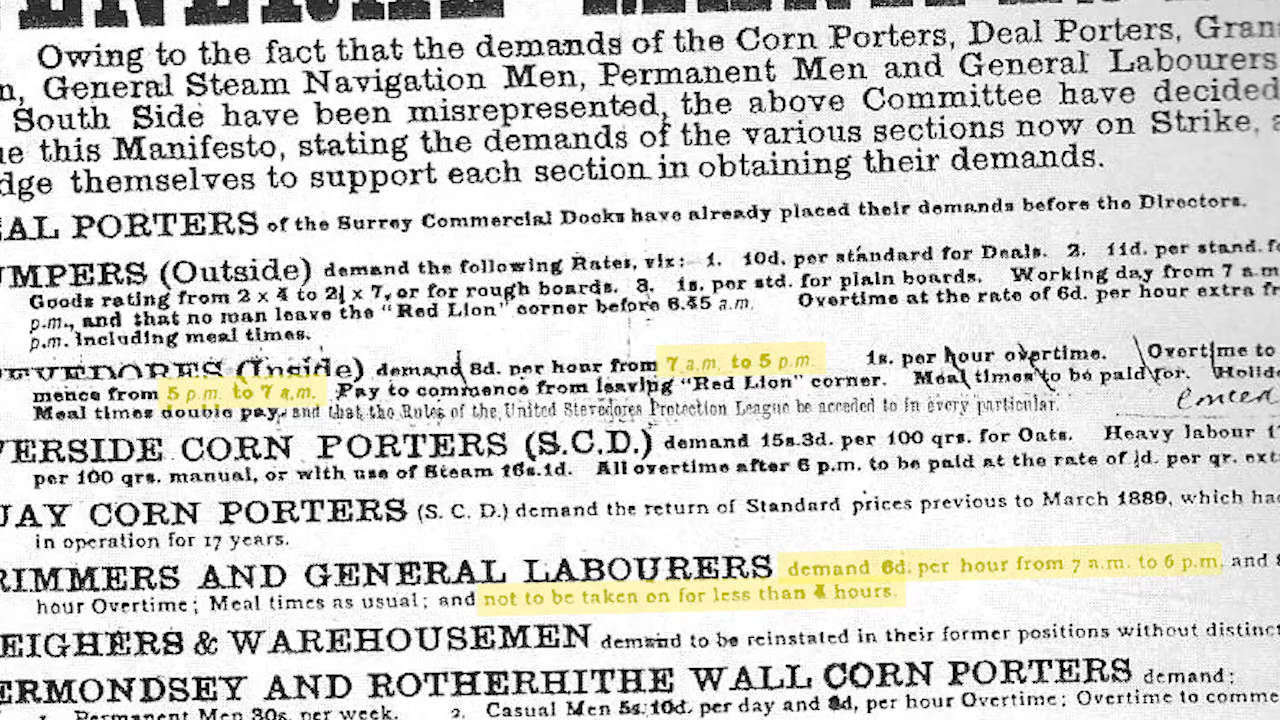 Owing to the fact that the demands of the Corn Porters, Deal Porters, Gran
n, General Steam Navigation Men, Permanent Men and General Labourers
South Side have been misrepresented, the above Committee have decided
ue this Manifesto, stating the demands of the various sections now on Strike, a
dge themselves to support each section in obtaining their demands.
EAL PORTERS of the Surrey Commercial Docks have already placed their demands before the Directors.
UMPERS (Outside) demand the following Rates, viz: 1. 10d. per standard for Deals. 2. 11d. per stand. fo
Goods rating from 2 x 4 to 2½ x 7, or for rough boards. 3. 1s. per std. for plain boards. Working day from 7 a.m
p.m., and that no man leave the "Red Lion" corner before 6.45 a.m. Overtime at the rate of 6d. per hour extra fr
p.m. including meal times.
EVEDORES (Inside) demand 8d. per hour from 7 a.m. to 5 p.m. 1s. per hour overtime. Overtime to
mence from 5 p.m. to 7 a.m. Pay to commence from leaving "Red Lion" corner. Meal times to be paid for. Holid
Meal times double pay, and that the Rules of the United Stevedores Protection League be acceded to in every particular.
VERSIDE CORN PORTERS (S.C.D.) demand 15s.3d. per 100 qrs. for Oats. Heavy labour 1
per 100 qrs. manual, or with use of Steam 16s.1d. All overtime after 6 p.m. to be paid at the rate of d. per qr. ext
UAY CORN PORTERS (S. C. D.) demand the return of Standard prices previous to March 1889, which ha
in operation for 17 years.
RIMMERS AND GENERAL LABOURERS demand 6d. per hour from 7 a.m. to 6 p.m. and 8
hour Overtime; Meal times as usual; and not to be taken on for less than 4 hours.
EIGHERS & WAREHOUSEMEN demand to be reinstated in their former positions without distinc
ERMONDSEY AND ROTHERHITHE WALL CORN PORTERS demand:
1. Permanent Men 30s. per week. 2. Casual Men 5s. 10d. per day and 8d, per hour Overtime; Overtime to comme